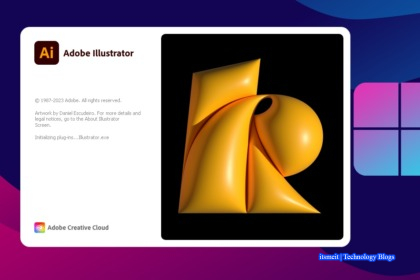 Ai Adobe Illustrator
© 1987-2023 Adobe. All rights reserved.
Artwork by Daniel Escudeiro. For more details and
legal notices, go to the About Illustrator
Screen.
Initializing plug-ins...Illustrator.exe
Adobe Creative Cloud
itsmeit | Technology Blogs